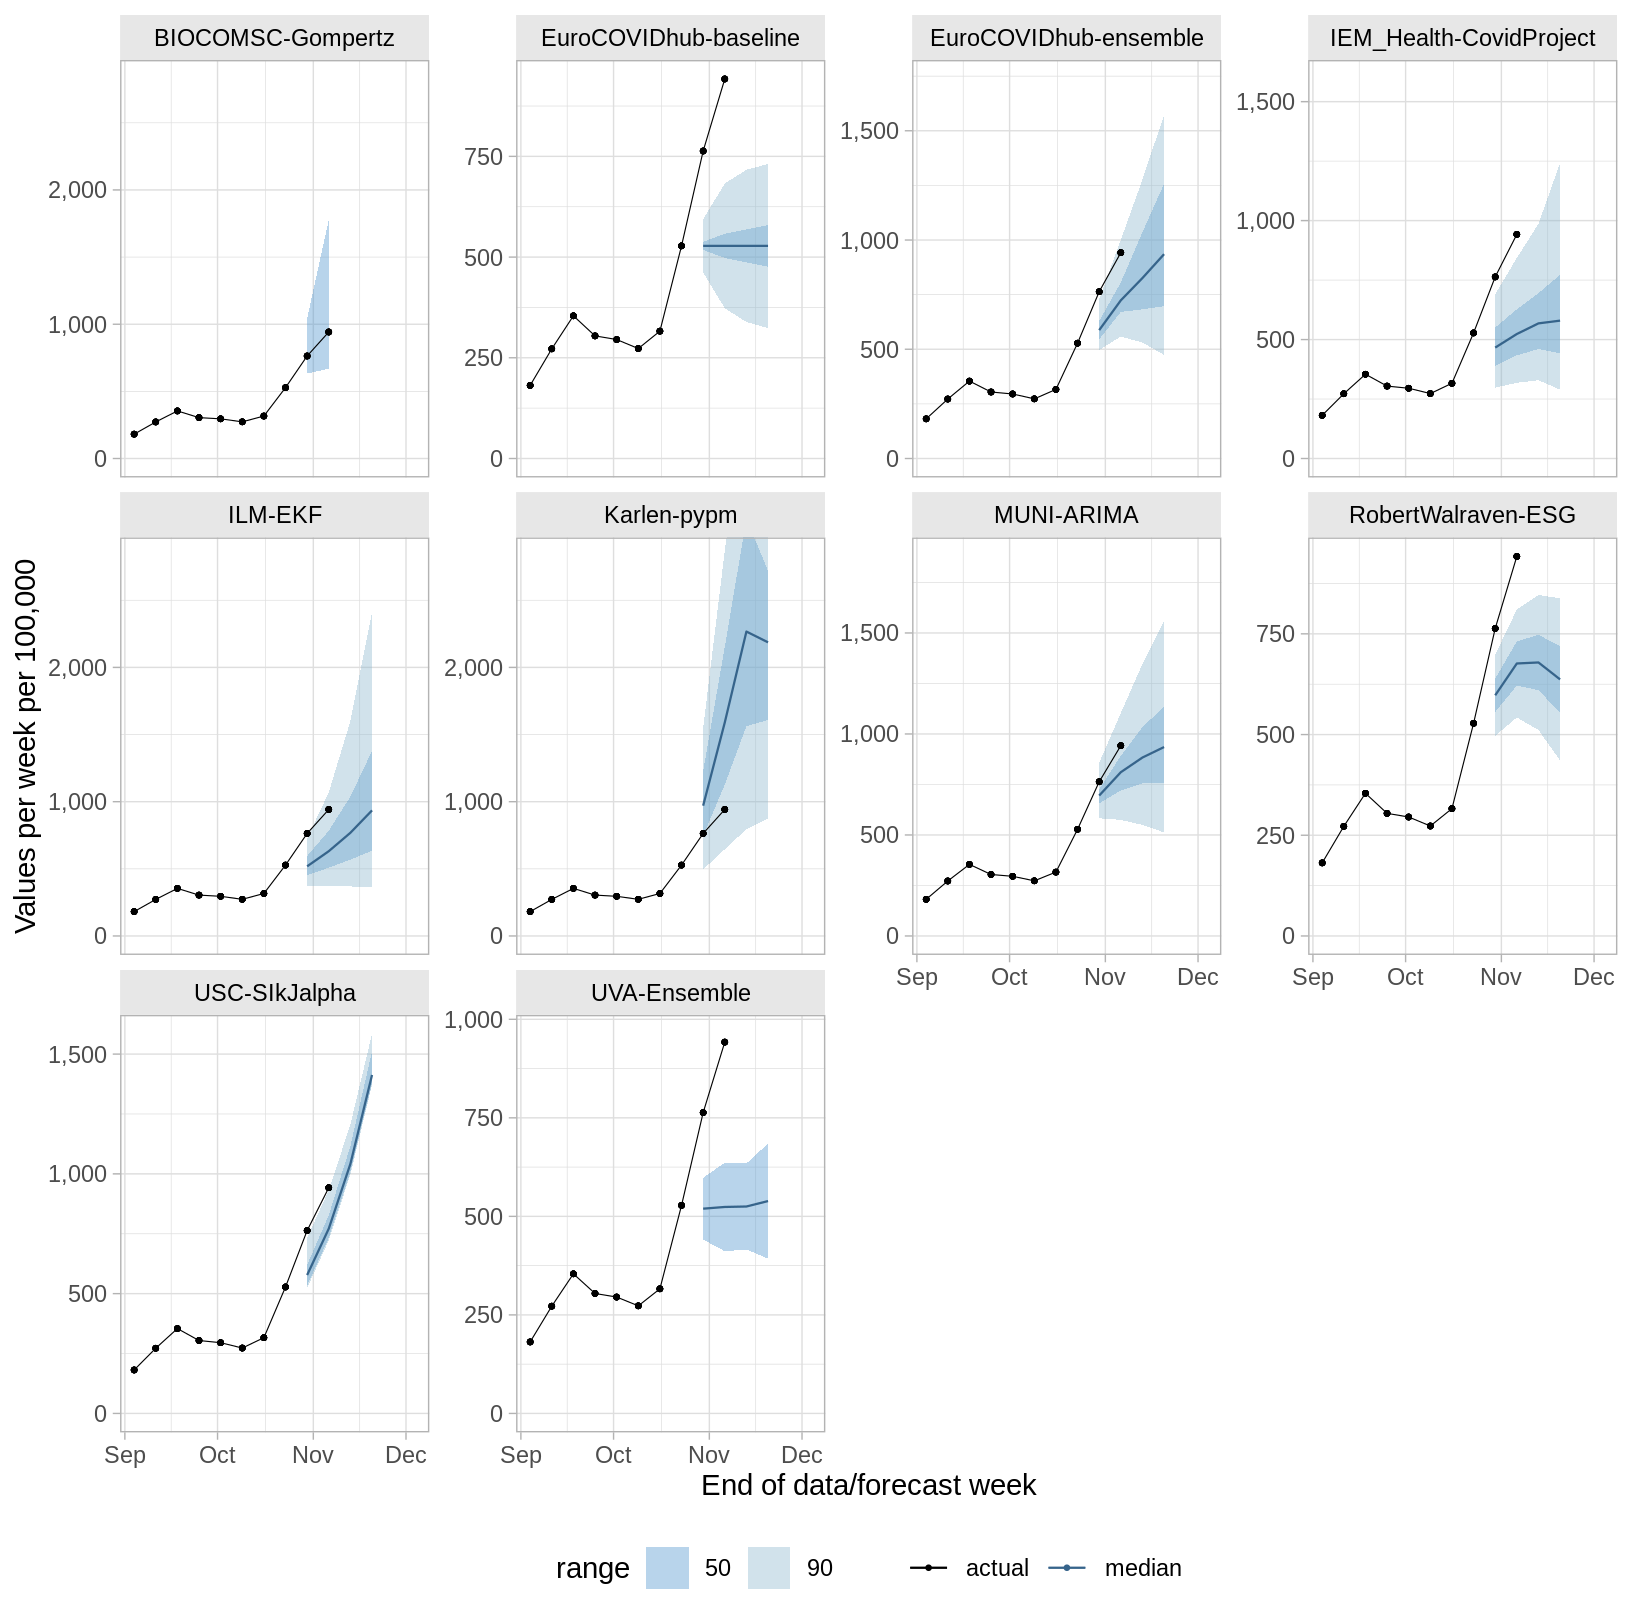 BIOCOMSC-Gompertz
EuroCOVIDhub-baseline
EuroCOVIDhub-ensemble
IEM_Health-CovidProject
2,000
1,000
0
750
500
250
0
1,500
1,000
500
0
1,500
1,000
500
0
ILM-EKF
Karlen-pypm
MUNI-ARIMA
RobertWalraven-ESG
2,000
1,000
0
2,000
1,000
0
1,500
1,000
500
0
750
500
250
0
Sep Oct Nov Dec
Sep Oct Nov Dec
USC-SIkJalpha
UVA-Ensemble
1,500
1,000
500
0
1,000
750
500
250
0
Sep Oct Nov Dec
Sep Oct Nov Dec
Values per week per 100,000
End of data/forecast week
range 50 90 actual median